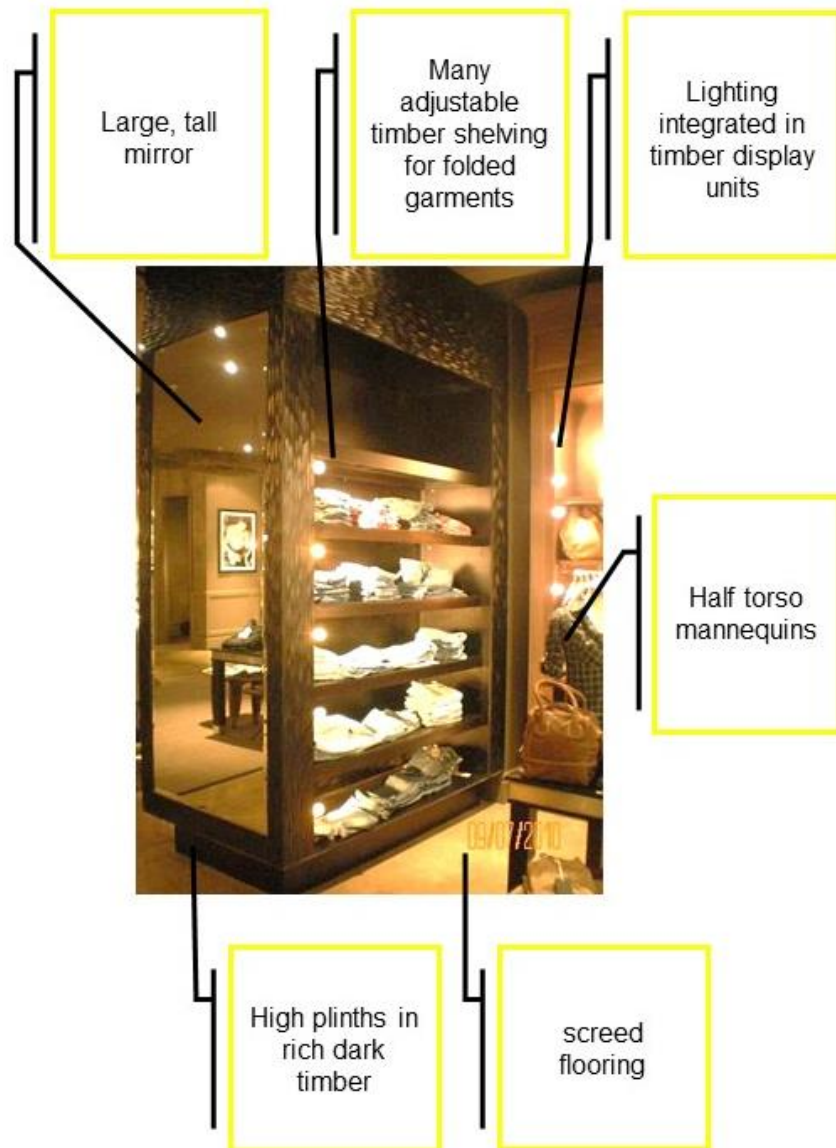 Large, tall
mirror
Many
adjustable
timber shelving
for folded
garments
Lighting
integrated in
timber display
units
Half torso
mannequins
09/07/2010
High plinths in
rich dark
timber
screed
flooring